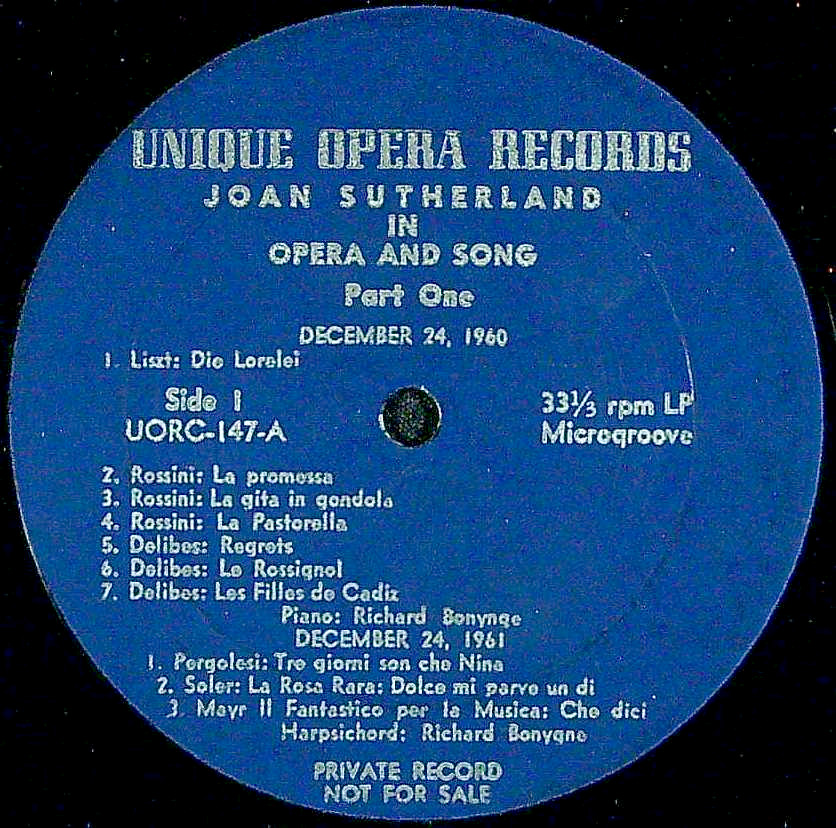 UNIQUE OPERA RECORDS
JOAN SUTHERLAND
IN
OPERA AND SONG
Part One
DECEMBER 24, 1960
1. Liszt: Die Lorelei
Side 1
UORC-147-A
33⅓ rpm LP
Microgroove
2. Rossini: La promessa
3. Rossini: La gita in gondola
4. Rossini: La Pastorella
5. Delibes: Regrets
6. Delibes: Le Rossignol
7. Delibes: Les Filles de Cadiz
Piano: Richard Bonynge
DECEMBER 24, 1961
1. Pergolesi: Tre giorni son che Nina
2. Soler: La Rosa Rara: Dolce mi parve un di
3. Mayr Il Fantastico per la Musica: Che dici
Harpsichord: Richard Bonygne
PRIVATE RECORD
NOT FOR SALE